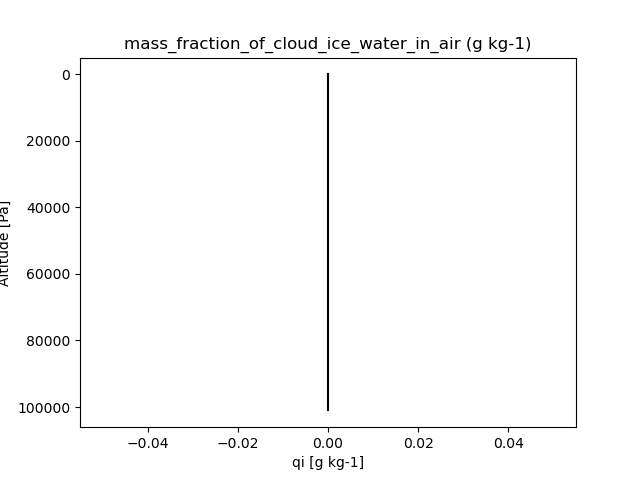 mass_fraction_of_cloud_ice_water_in_air (g kg-1)
Altitude [Pa]
0
20000
40000
60000
80000
100000
−0.04 −0.02 0.00 0.02 0.04
qi [g kg-1]